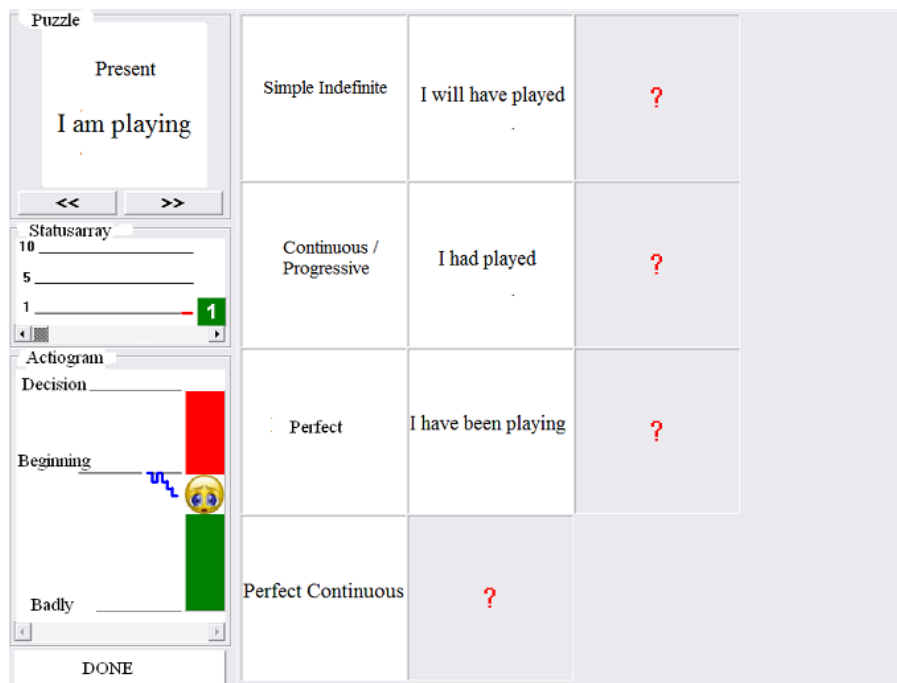 Puzzle
Present
I am playing
<< >>
Statusarray
10
5
1
1
Actiogram
Decision
Beginning
Badly
DONE
Simple Indefinite
I will have played
?
Continuous /
Progressive
I had played
?
Perfect
I have been playing
?
Perfect Continuous
?